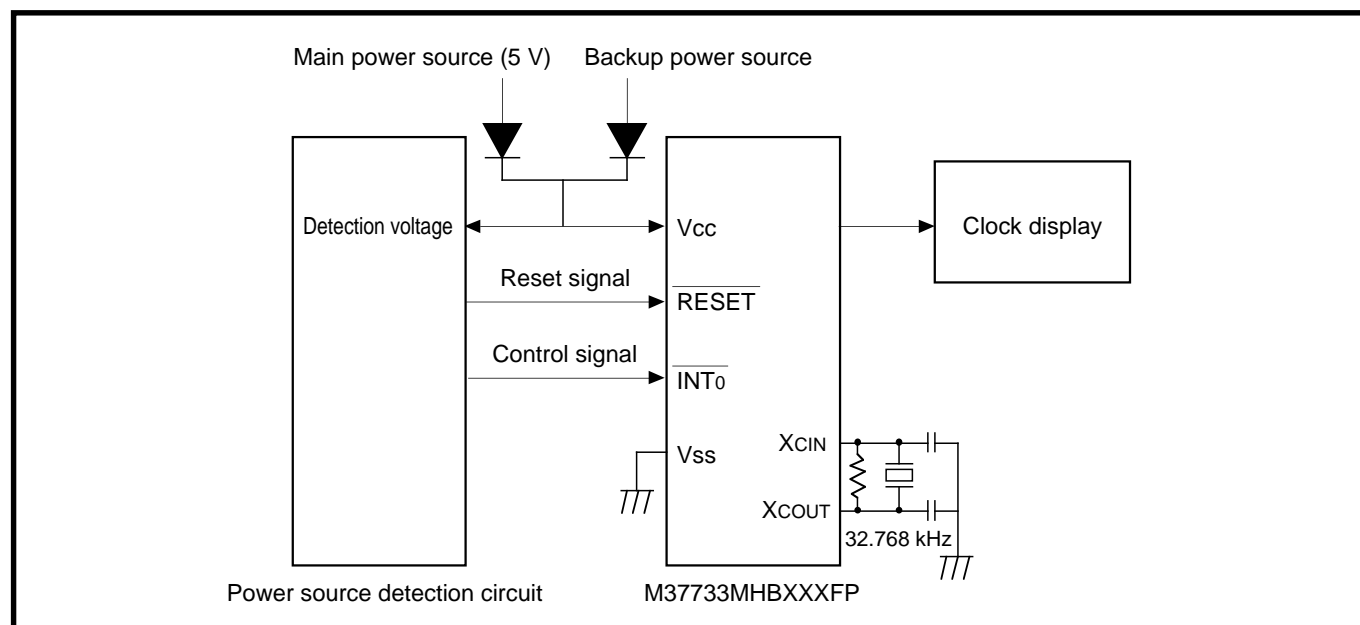 Main power source (5 V)
Backup power source
Detection voltage
Vcc
Clock display
Reset signal
RESET
Control signal
INT0
Vss
XCIN
XCOUT
32.768 kHz
Power source detection circuit
M37733MHBXXXFP